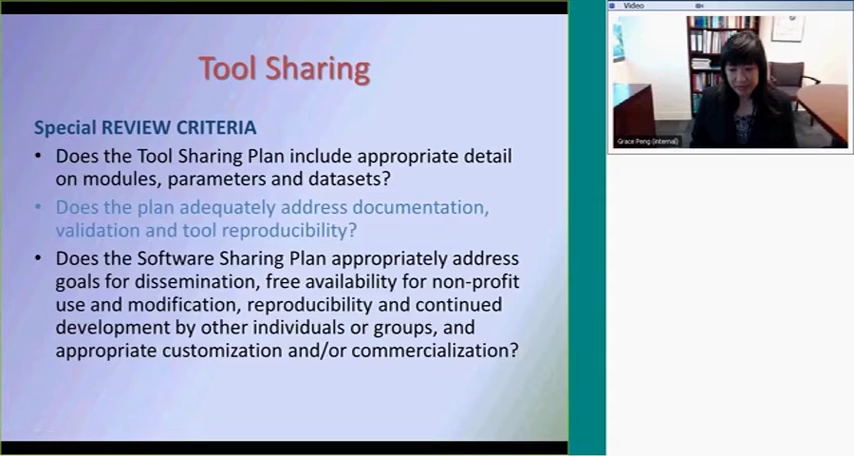 Tool Sharing
Special REVIEW CRITERIA
• Does the Tool Sharing Plan include appropriate detail
on modules, parameters and datasets?
• Does the plan adequately address documentation,
validation and tool reproducibility?
• Does the Software Sharing Plan appropriately address
goals for dissemination, free availability for non-profit
use and modification, reproducibility and continued
development by other individuals or groups, and
appropriate customization and/or commercialization?
Video
Grace Peng (internal)